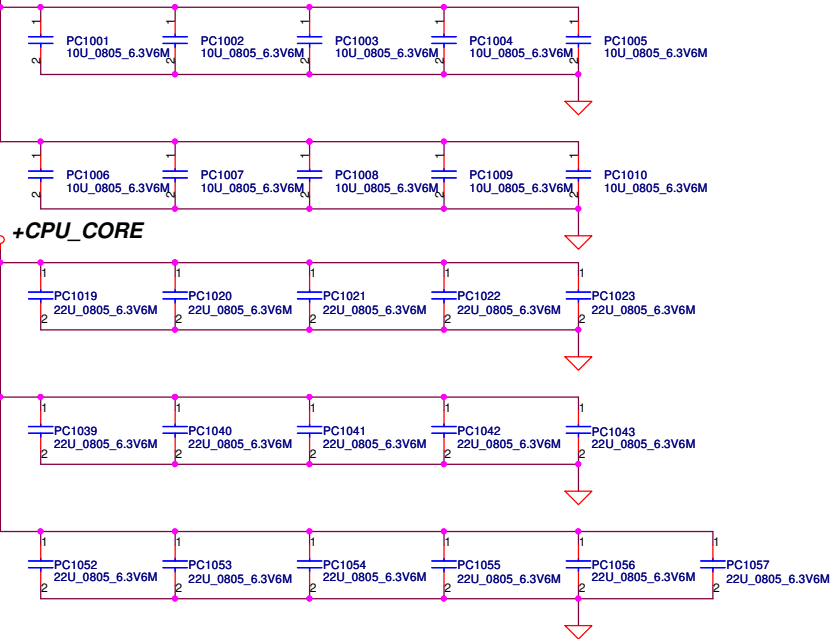 1 1 1 1 1
PC1001 PC1002 PC1003 PC1004 PC1005
10U_0805_6.3V6M 10U_0805_6.3V6M 10U_0805_6.3V6M 10U_0805_6.3V6M 10U_0805_6.3V6M
2 2 2 2 2
1 1 1 1 1
PC1006 PC1007 PC1008 PC1009 PC1010
10U_0805_6.3V6M 10U_0805_6.3V6M 10U_0805_6.3V6M 10U_0805_6.3V6M 10U_0805_6.3V6M
2 2 2 2 2
+CPU_CORE
1 1 1 1 1
PC1019 PC1020 PC1021 PC1022 PC1023
22U_0805_6.3V6M 22U_0805_6.3V6M 22U_0805_6.3V6M 22U_0805_6.3V6M 22U_0805_6.3V6M
2 2 2 2 2
1 1 1 1 1
PC1039 PC1040 PC1041 PC1042 PC1043
22U_0805_6.3V6M 22U_0805_6.3V6M 22U_0805_6.3V6M 22U_0805_6.3V6M 22U_0805_6.3V6M
2 2 2 2 2
1 1 1 1 1 1
PC1052 PC1053 PC1054 PC1055 PC1056 PC1057
22U_0805_6.3V6M 22U_0805_6.3V6M 22U_0805_6.3V6M 22U_0805_6.3V6M 22U_0805_6.3V6M 22U_0805_6.3V6M
2 2 2 2 2 2